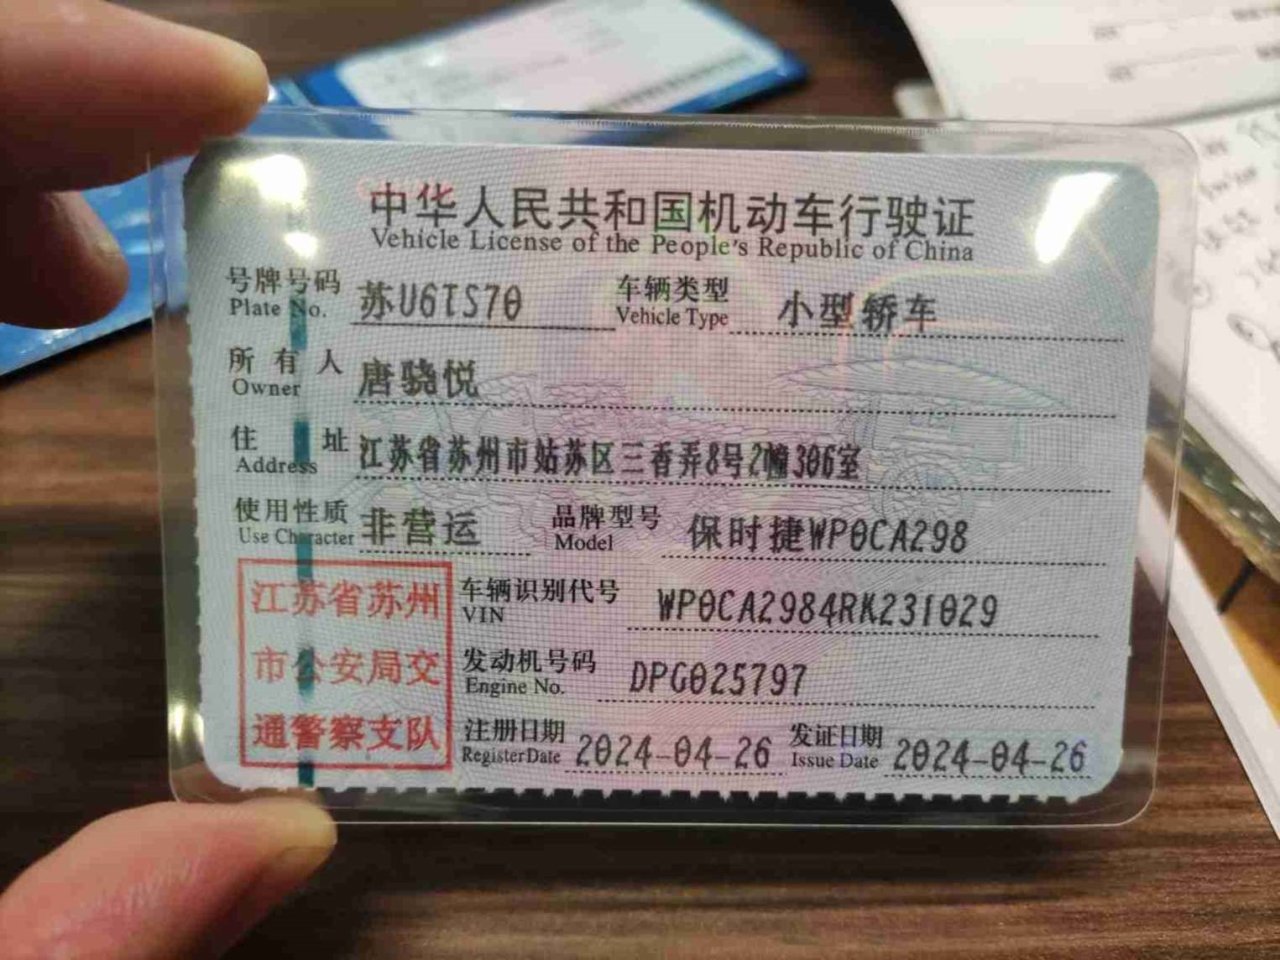 中华人民共和国机动车行驶证
Vehicle License of the People's Republic of China
号牌号码 苏U6TS70 车辆类型 小型轿车
Plate No. Vehicle Type
所有人 唐骁悦
Owner
住址 江苏省苏州市姑苏区三香弄8号2幢306室
Address
使用性质 非营运 品牌型号 保时捷WP0CA298
Use Character Model
江苏省苏州
市公安局交
通警察支队
车辆识别代号 WP0CA2984RK231029
VIN
发动机号码 DPG025797
Engine No.
注册日期 2024-04-26 发证日期 2024-04-26
Register Date Issue Date